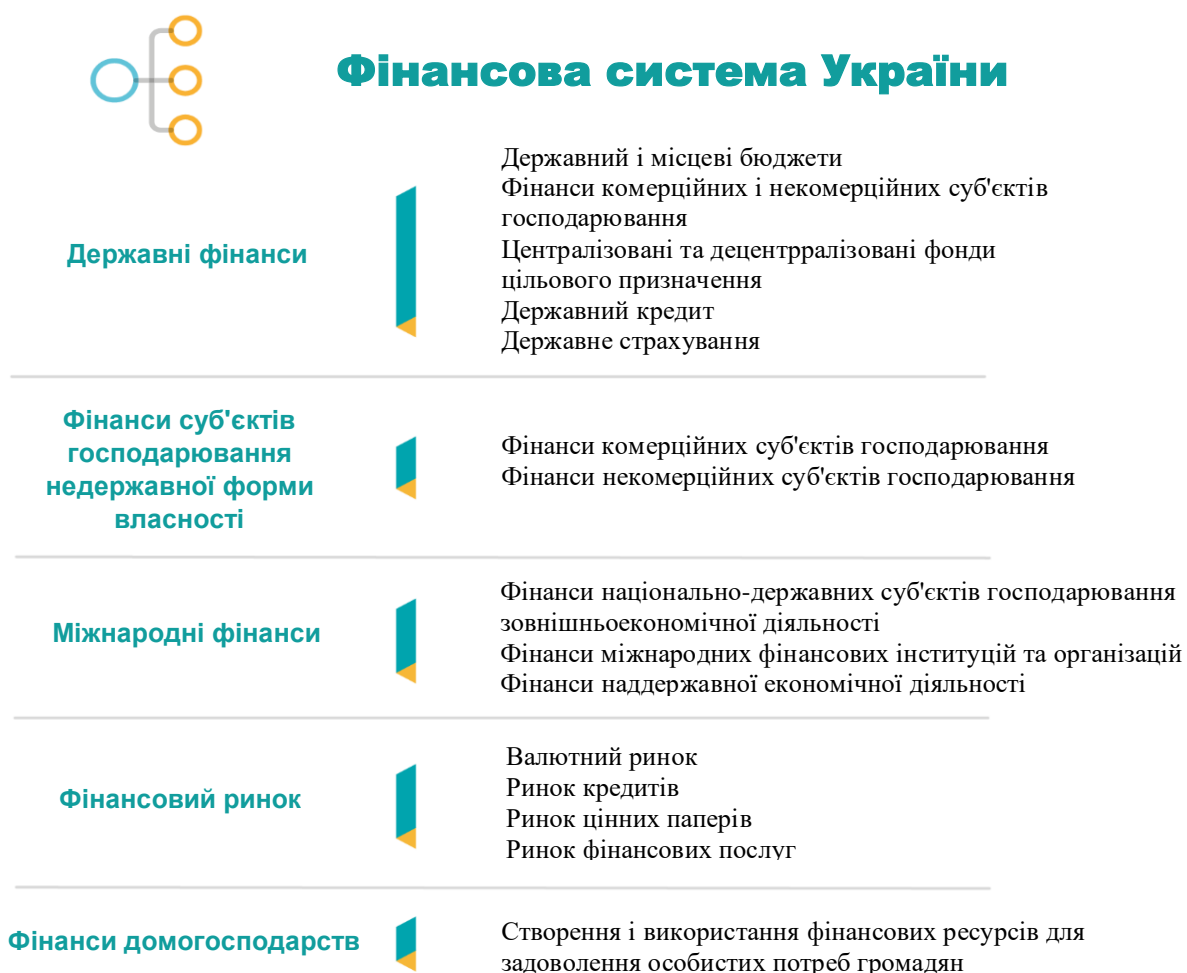 Фінансова система України
Державні фінанси
Державний і місцеві бюджети
Фінанси комерційних і некомерційних суб'єктів
господарювання
Централізовані та децентрралізовані фонди
цільового призначення
Державний кредит
Державне страхування
Фінанси суб'єктів
господарювання
недержавної форми
власності
Фінанси комерційних суб'єктів господарювання
Фінанси некомерційних суб'єктів господарювання
Міжнародні фінанси
Фінанси національно-державних суб'єктів господарювання
зовнішньоекономічної діяльності
Фінанси міжнародних фінансових інституцій та організацій
Фінанси наддержавної економічної діяльності
Фінансовий ринок
Валютний ринок
Ринок кредитів
Ринок цінних паперів
Ринок фінансових послуг
Фінанси домогосподарств
Створення і використання фінансових ресурсів для
задоволення особистих потреб громадян